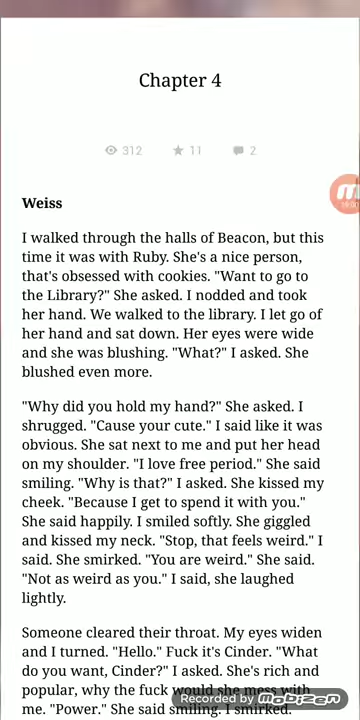 Chapter 4
312 11 2
Weiss
I walked through the halls of Beacon, but this
time it was with Ruby. She's a nice person,
that's obsessed with cookies. "Want to go to
the Library?" She asked. I nodded and took
her hand. We walked to the library. I let go of
her hand and sat down. Her eyes were wide
and she was blushing. "What?" I asked. She
blushed even more.
"Why did you hold my hand?" She asked. I
shrugged. "Cause your cute." I said like it was
obvious. She sat next to me and put her head
on my shoulder. "I love free period." She said
smiling. "Why is that?" I asked. She kissed my
cheek. "Because I get to spend it with you."
She said happily. I smiled softly. She giggled
and kissed my neck. "Stop, that feels weird." I
said. She smirked. "You are weird." She said.
"Not as weird as you." I said, she laughed
lightly.
Someone cleared their throat. My eyes widen
and I turned. "Hello." Fuck it's Cinder. "What
do you want, Cinder?" I asked. She's rich and
popular, why the fuck would she mess with
me. "Power." She said smiling. I smirked.
Recorded by MOBIZEN